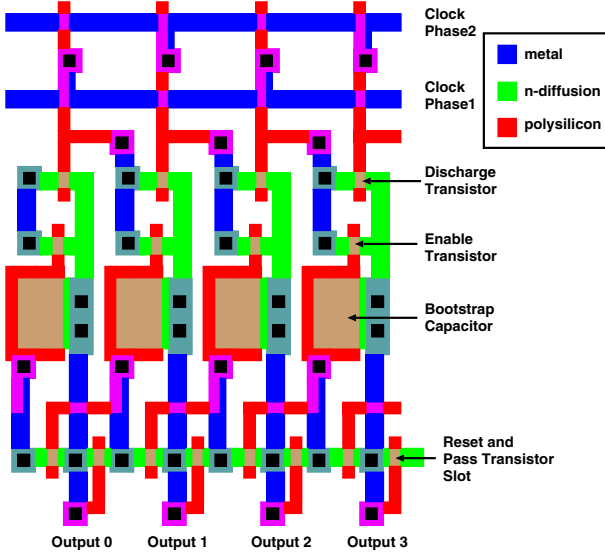 Clock
Phase2
metal
n-diffusion
polysilicon
Clock
Phase1
Discharge
Transistor
Enable
Transistor
Bootstrap
Capacitor
Reset and
Pass Transistor
Slot
Output 0 Output 1 Output 2 Output 3